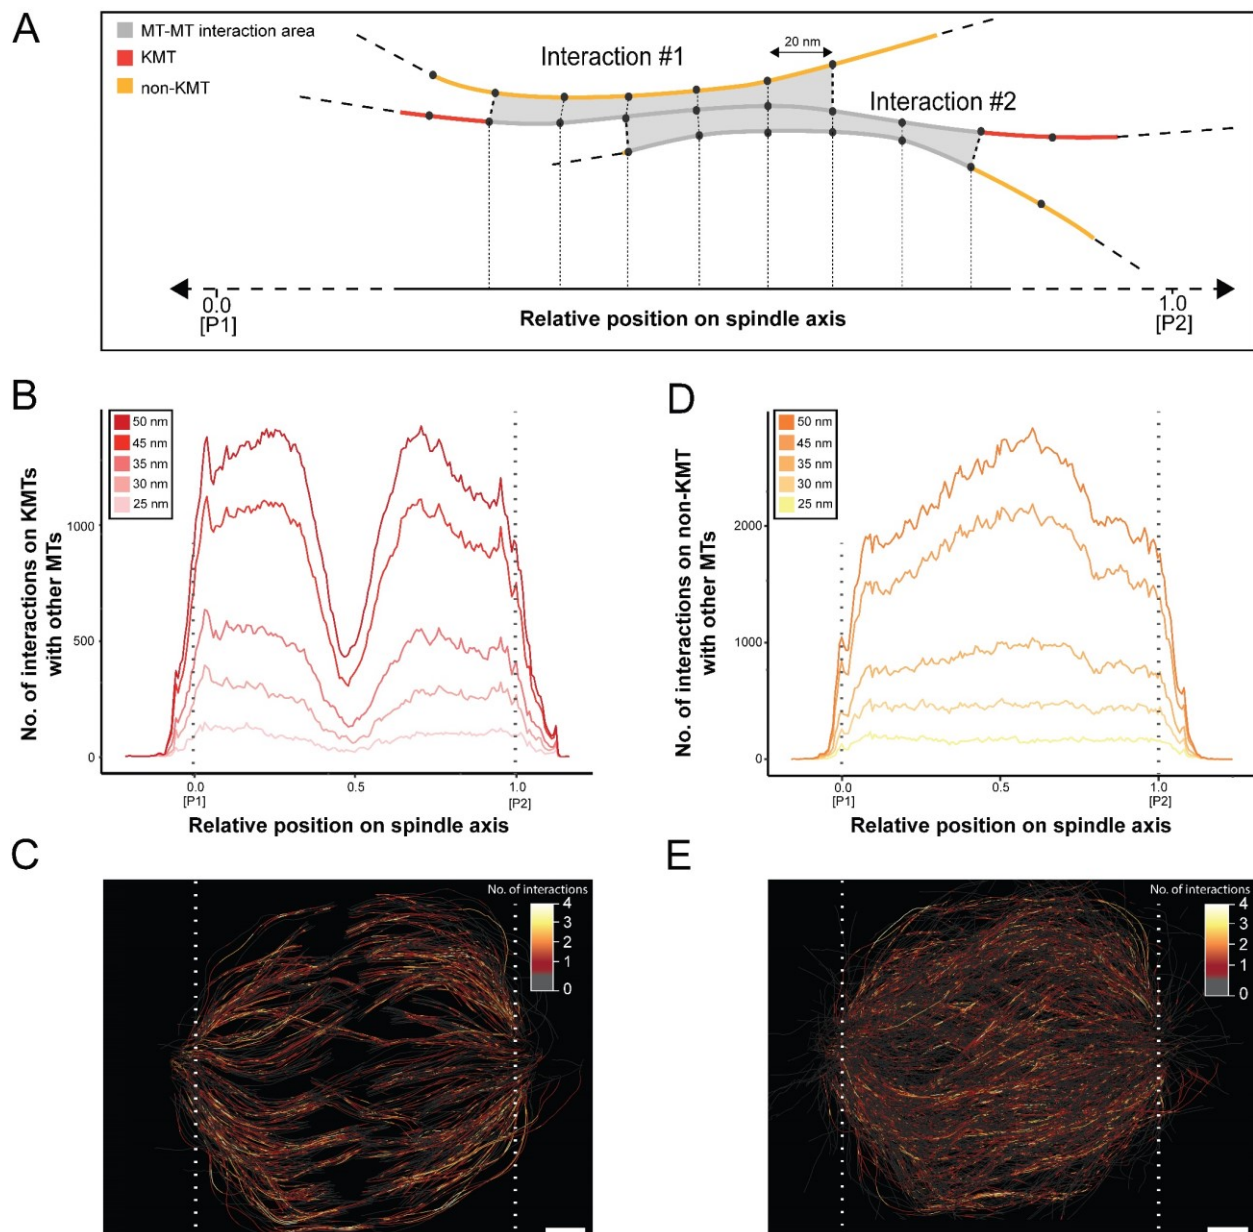 A
MT-MT interaction area
KMT
non-KMT
Interaction #1
20 nm
Interaction #2
0.0
[P1]
Relative position on spindle axis
1.0
[P2]
B
50 nm
45 nm
35 nm
30 nm
25 nm
No. of interactions on KMTs
with other MTs
1000
500
0
0.0
[P1]
0.5
1.0
[P2]
Relative position on spindle axis
D
50 nm
45 nm
35 nm
30 nm
25 nm
No. of interactions on non-KMT
with other MTs
2000
1000
0
0.0
[P1]
0.5
1.0
[P2]
Relative position on spindle axis
C
No. of interactions
4
3
2
1
0
E
No. of interactions
4
3
2
1
0